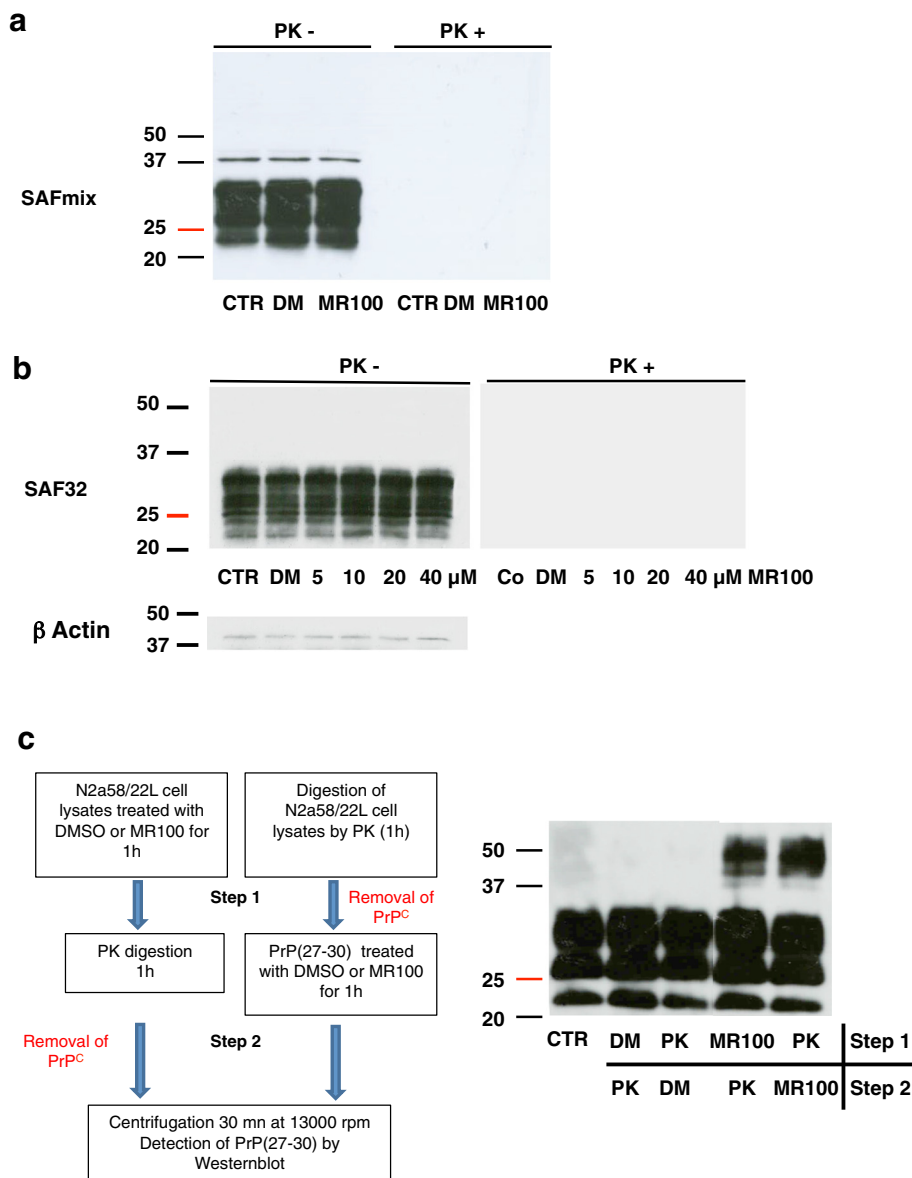 a
PK - PK +
50
37
SAFmix
25
20
CTR DM MR100 CTR DM MR100
b
PK - PK +
50
37
SAF32
25
20
CTR DM 5 10 20 40 µM Co DM 5 10 20 40 µM MR100
50
β Actin
37
c
N2a58/22L cell
lysates treated with
DMSO or MR100 for
1h
Digestion of
N2a58/22L cell
lysates by PK (1h)
Step 1
Removal of
PrPC
PK digestion
1h
PrP(27-30) treated
with DMSO or MR100
for 1h
Removal of
PrPC
Step 2
Centrifugation 30 mn at 13000 rpm
Detection of PrP(27-30) by
Westernblot
50
37
25
20
CTR DM PK MR100 PK Step 1
PK DM PK MR100 Step 2